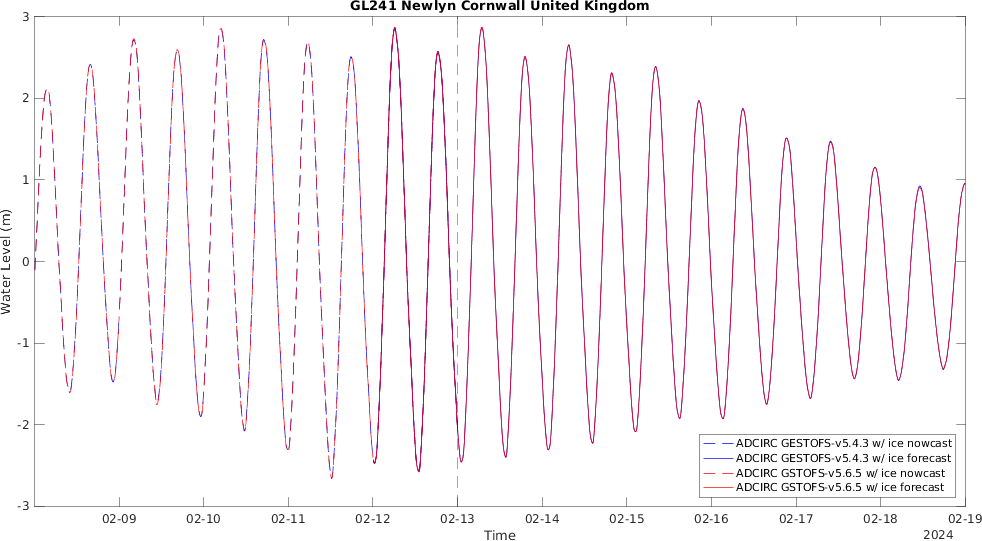 GL241 Newlyn Cornwall United Kingdom
3
2
1
0
-1
-2
-3
Water Level (m)
ADCIRC GESTOFS-v5.4.3 w/ ice nowcast
ADCIRC GESTOFS-v5.4.3 w/ ice forecast
ADCIRC GSTOFS-v5.6.5 w/ ice nowcast
ADCIRC GSTOFS-v5.6.5 w/ ice forecast
02-09 02-10 02-11 02-12 02-13 02-14 02-15 02-16 02-17 02-18 02-19
Time
2024